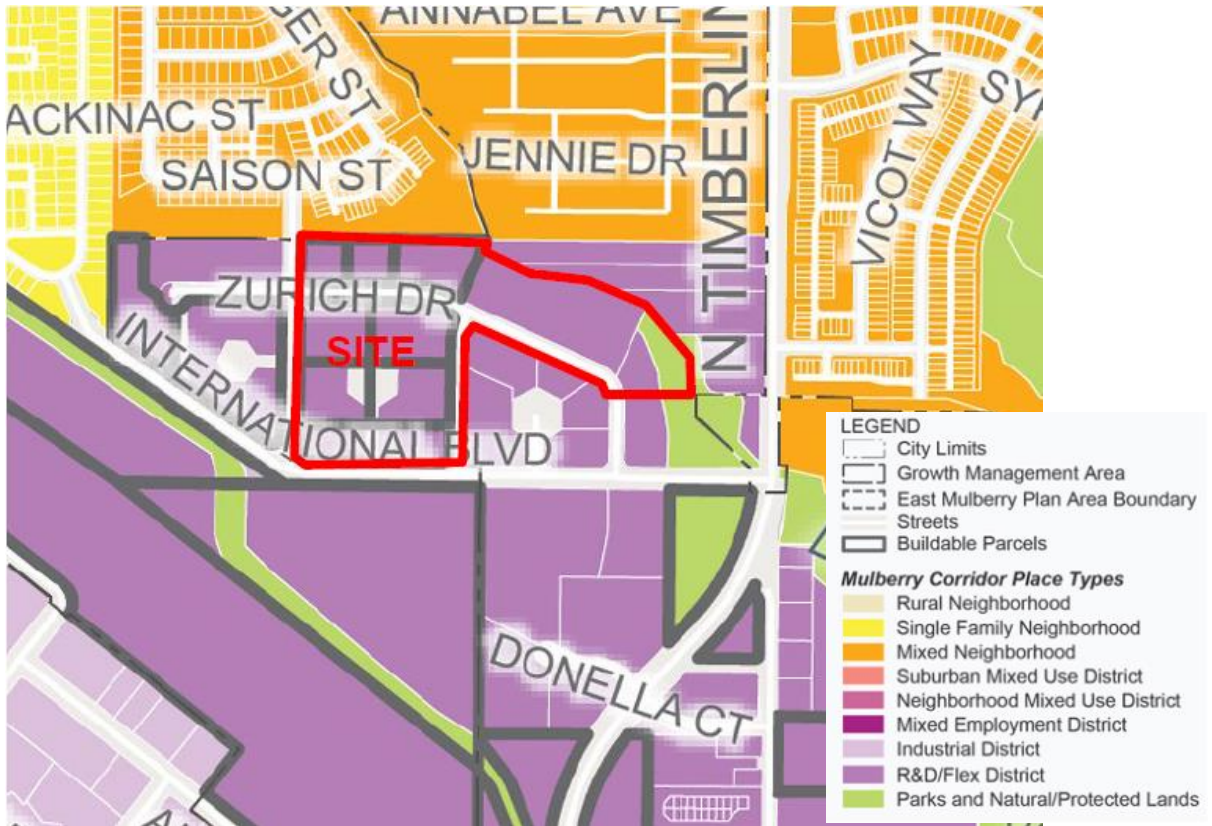 ANNABEL AVE
GER ST
ACKINAC ST
SAISON ST
JENNIE DR
N TIMBERLIN
VICOT WAY
SY
ZURICH DR
SITE
INTERNATIONAL BLVD
DONELLA CT
LEGEND
City Limits
Growth Management Area
East Mulberry Plan Area Boundary
Streets
Buildable Parcels
Mulberry Corridor Place Types
Rural Neighborhood
Single Family Neighborhood
Mixed Neighborhood
Suburban Mixed Use District
Neighborhood Mixed Use District
Mixed Employment District
Industrial District
R&D/Flex District
Parks and Natural/Protected Lands